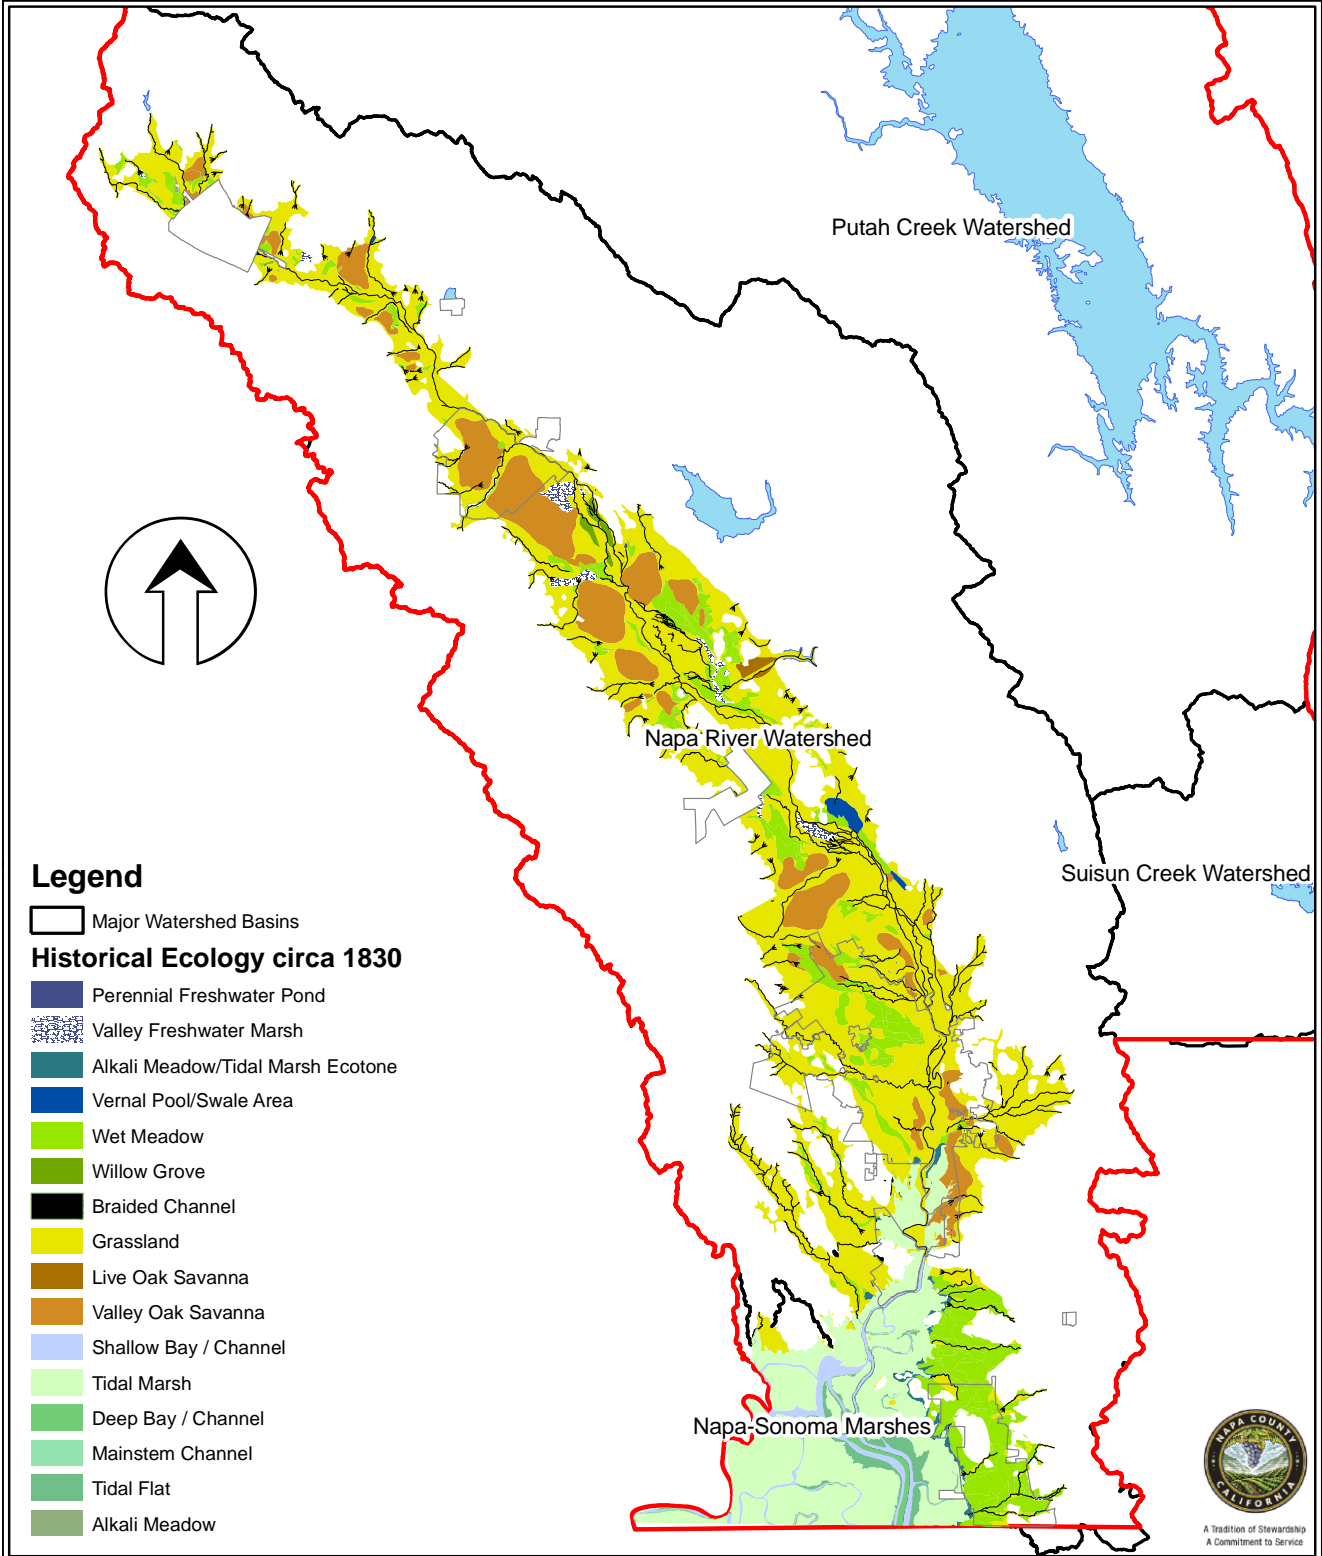 Putah Creek Watershed
Napa River Watershed
Suisun Creek Watershed
Napa-Sonoma Marshes
Legend
Major Watershed Basins
Historical Ecology circa 1830
Perennial Freshwater Pond
Valley Freshwater Marsh
Alkali Meadow/Tidal Marsh Ecotone
Vernal Pool/Swale Area
Wet Meadow
Willow Grove
Braided Channel
Grassland
Live Oak Savanna
Valley Oak Savanna
Shallow Bay / Channel
Tidal Marsh
Deep Bay / Channel
Mainstem Channel
Tidal Flat
Alkali Meadow
NAPA COUNTY
CALIFORNIA
A Tradition of Stewardship
A Commitment to Service